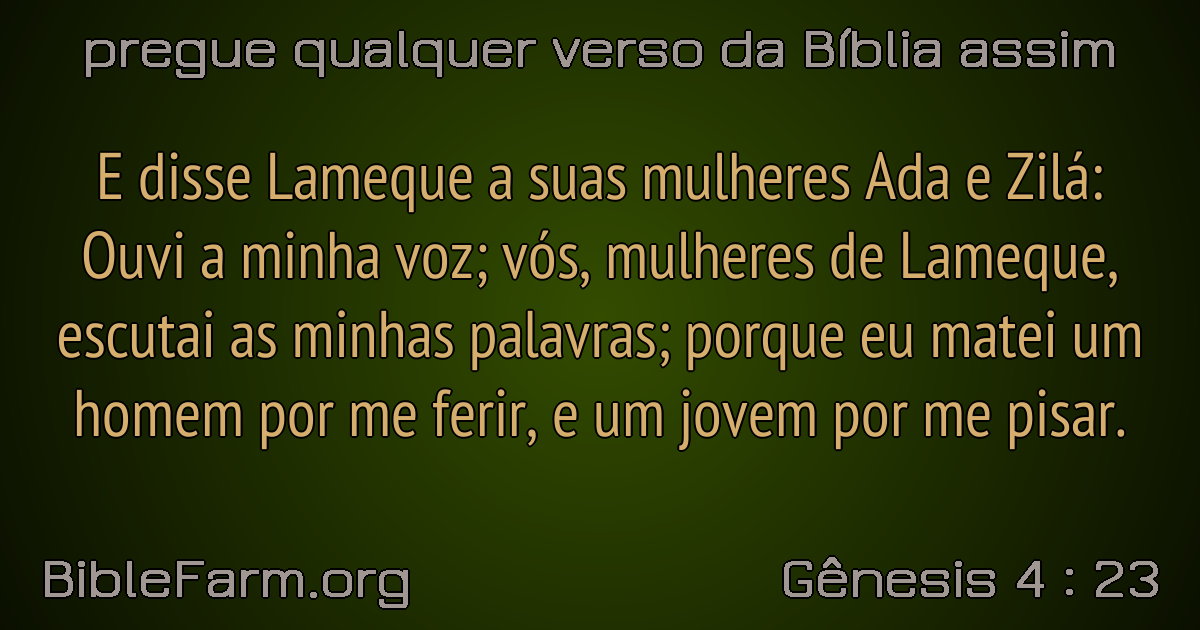 pregue qualquer verso da Bíblia assim
E disse Lameque a suas mulheres Ada e Zilá:
Ouvi a minha voz; vós, mulheres de Lameque,
escutai as minhas palavras; porque eu matei um
homem por me ferir, e um jovem por me pisar.
BibleFarm.org
Gênesis 4 : 23